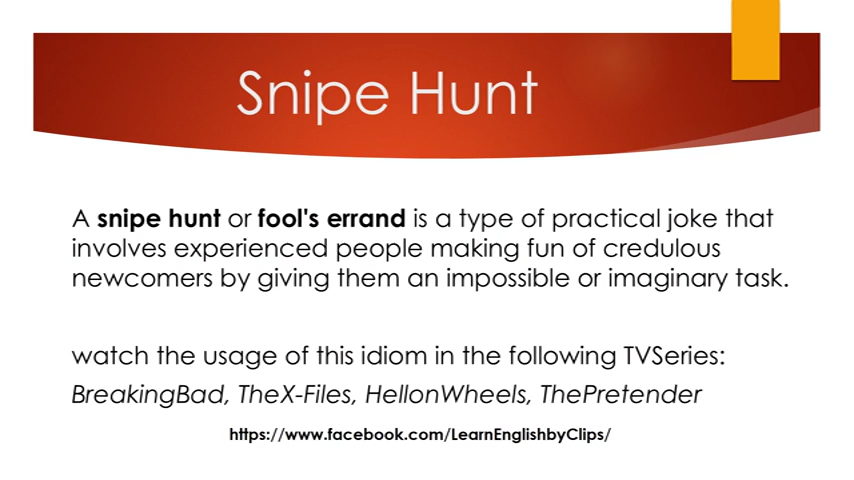 Snipe Hunt
A snipe hunt or fool's errand is a type of practical joke that
involves experienced people making fun of credulous
newcomers by giving them an impossible or imaginary task.
watch the usage of this idiom in the following TVSeries:
BreakingBad, TheX-Files, HellonWheels, ThePretender
https://www.facebook.com/LearnEnglishbyClips/